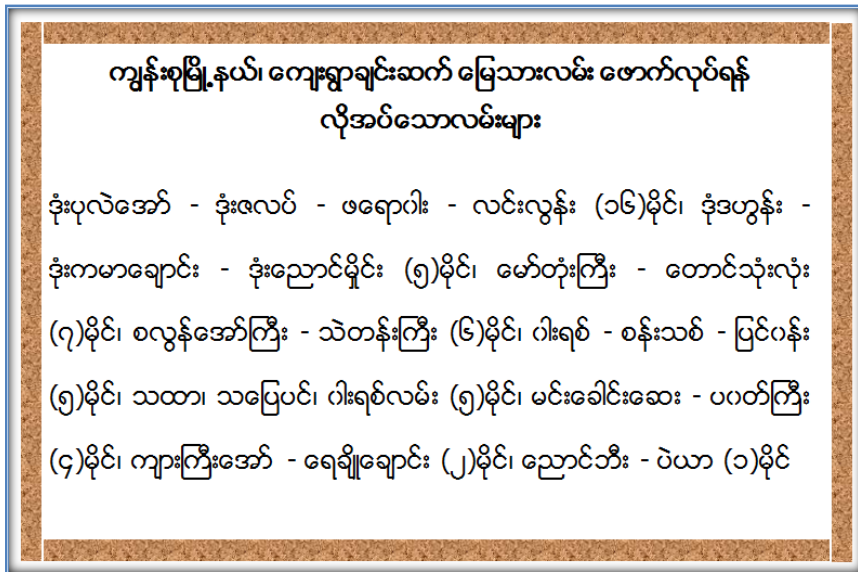 ကျွန်းစုမြို့နယ်၊ ကျေးရွာချင်းဆက် မြေသားလမ်း ဖောက်လုပ်ရန်
လိုအပ်သောလမ်းများ
ဒုံးပုလဲအော် - ဒုံးဇလပ် - ဖရောဝါး - လင်းလွန်း (၁၆)မိုင်၊ ဒုံဒဟွန်း -
ဒုံးကမာချောင်း - ဒုံးညောင်မှိုင်း (၅)မိုင်၊ မော်တုံးကြီး - တောင်သုံးလုံး
(၇)မိုင်၊ စလွန်အော်ကြီး - သဲတန်းကြီး (၆)မိုင်၊ ဝါးရစ် - စန်းသစ် - ပြင်ဝန်း
(၅)မိုင်၊ သထာ၊ သပြေပင်၊ ဝါးရစ်လမ်း (၅)မိုင်၊ မင်းခေါင်းဆေး - ပဝတ်ကြီး
(၄)မိုင်၊ ကျားကြီးအော် - ရေချိုချောင်း (၂)မိုင်၊ ညောင်ဘီး - ပဲယာ (၁)မိုင်